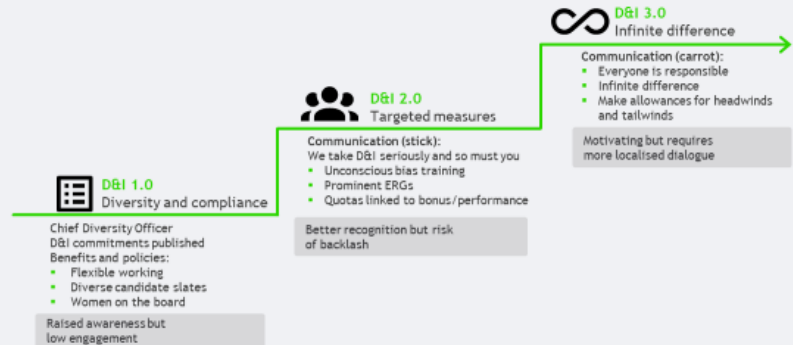 D&I 3.0
Infinite difference
Communication (carrot):
Everyone is responsible
Infinite difference
Make allowances for headwinds
and tailwinds
Motivating but requires
more localised dialogue
D&I 2.0
Targeted measures
Communication (stick):
We take D&I seriously and so must you
Unconscious bias training
Prominent ERGs
Quotas linked to bonus/performance
Better recognition but risk
of backlash
D&I 1.0
Diversity and compliance
Chief Diversity Officer
D&I commitments published
Benefits and policies:
Flexible working
Diverse candidate slates
Women on the board
Raised awareness but
low engagement